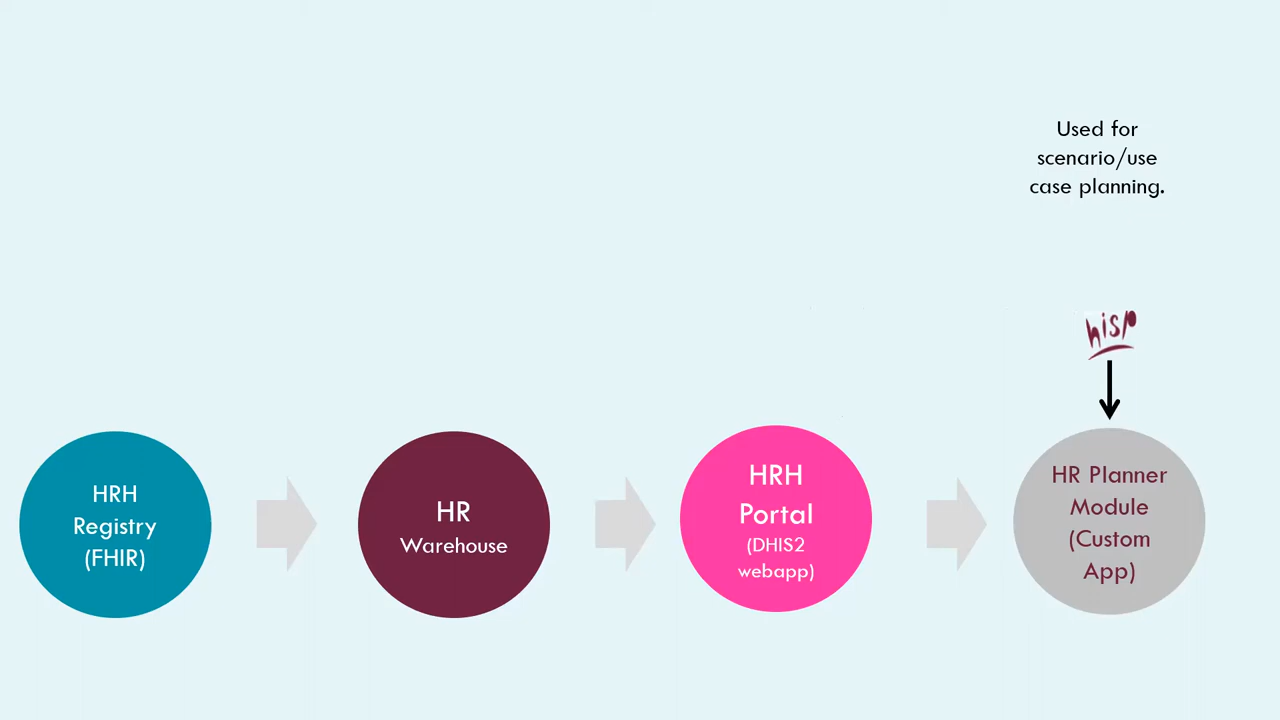 Used for
scenario/use
case planning.
hisp
HRH
Registry
(FHIR)
HR
Warehouse
HRH
Portal
(DHIS2
webapp)
HR Planner
Module
(Custom
App)